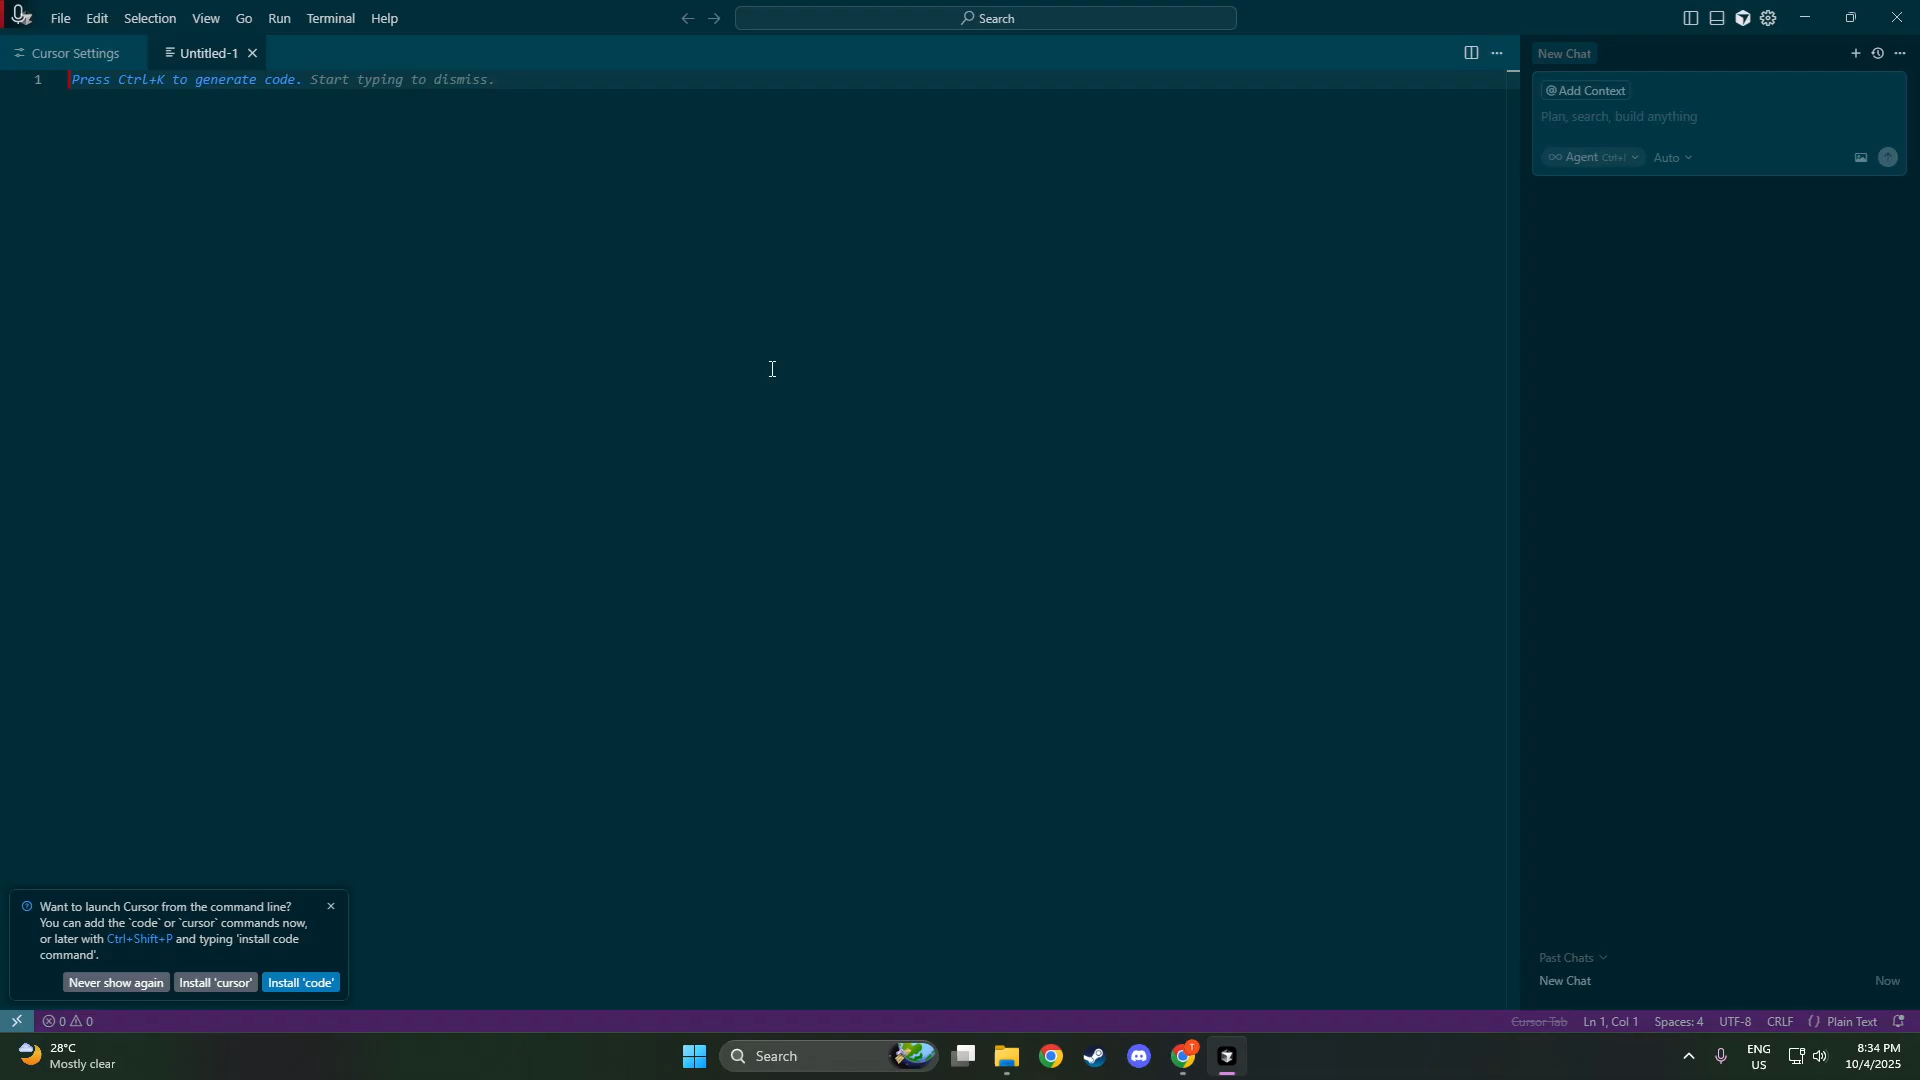 File Edit Selection View Go Run Terminal Help
Search
Cursor Settings
Untitled-1
New Chat
1 Press Ctrl+K to generate code. Start typing to dismiss.
@ Add Context
Plan, search, build anything
Agent Ctrl+I
Auto
Want to launch Cursor from the command line?
You can add the `code` or `cursor` commands now,
or later with Ctrl+Shift+P and typing 'install code
command'.
Never show again
Install 'cursor'
Install 'code'
Past Chats
New Chat Now
0 0
Cursor Tab
Ln 1, Col 1
Spaces: 4
UTF-8
CRLF
{} Plain Text
28°C
Mostly clear
Search
T
ENG
US
8:34 PM
10/4/2025